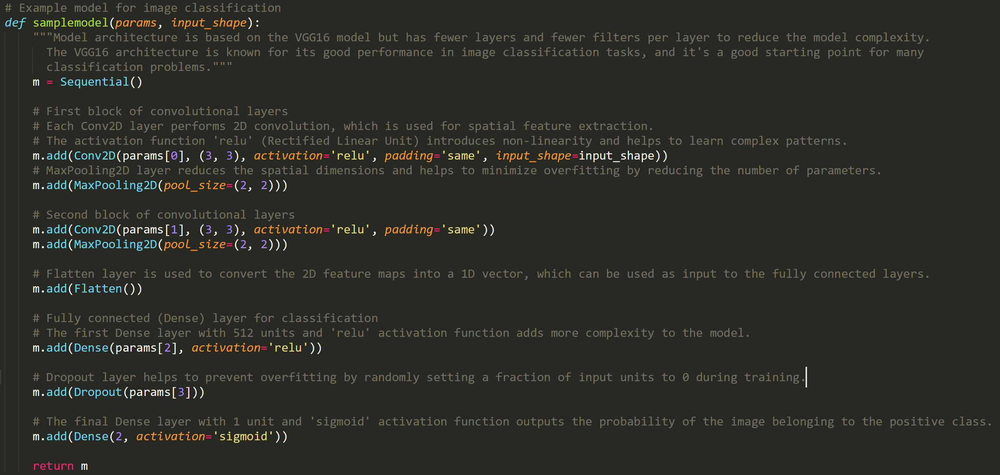 # Example model for image classification
def samplemodel(params, input_shape):
    """Model architecture is based on the VGG16 model but has fewer layers and fewer filters per layer to reduce the model complexity.
      The VGG16 architecture is known for its good performance in image classification tasks, and it's a good starting point for many
      classification problems."""
    m = Sequential()

    # First block of convolutional layers
    # Each Conv2D layer performs 2D convolution, which is used for spatial feature extraction.
    # The activation function 'relu' (Rectified Linear Unit) introduces non-linearity and helps to learn complex patterns.
    m.add(Conv2D(params[0], (3, 3), activation='relu', padding='same', input_shape=input_shape))
    # MaxPooling2D layer reduces the spatial dimensions and helps to minimize overfitting by reducing the number of parameters.
    m.add(MaxPooling2D(pool_size=(2, 2)))

    # Second block of convolutional layers
    m.add(Conv2D(params[1], (3, 3), activation='relu', padding='same'))
    m.add(MaxPooling2D(pool_size=(2, 2)))

    # Flatten layer is used to convert the 2D feature maps into a 1D vector, which can be used as input to the fully connected layers.
    m.add(Flatten())

    # Fully connected (Dense) layer for classification
    # The first Dense layer with 512 units and 'relu' activation function adds more complexity to the model.
    m.add(Dense(params[2], activation='relu'))

    # Dropout layer helps to prevent overfitting by randomly setting a fraction of input units to 0 during training.
    m.add(Dropout(params[3]))

    # The final Dense layer with 1 unit and 'sigmoid' activation function outputs the probability of the image belonging to the positive class.
    m.add(Dense(2, activation='sigmoid'))

    return m